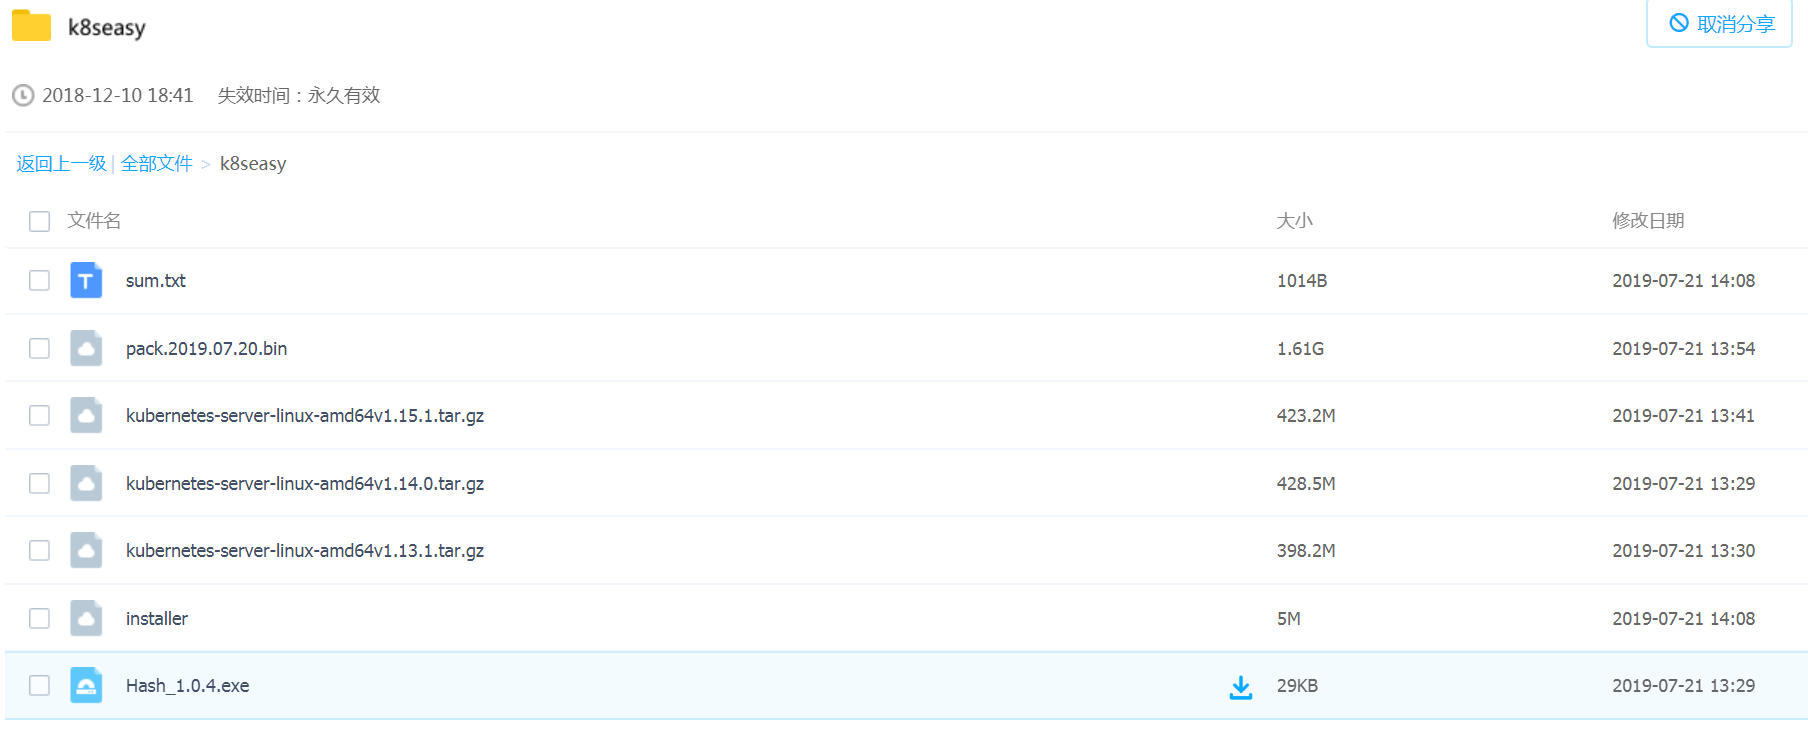 k8seasy
取消分享
2018-12-10 18:41 失效时间：永久有效
返回上一级 | 全部文件 > k8seasy
文件名 大小 修改日期
T sum.txt 1014B 2019-07-21 14:08
pack.2019.07.20.bin 1.61G 2019-07-21 13:54
kubernetes-server-linux-amd64v1.15.1.tar.gz 423.2M 2019-07-21 13:41
kubernetes-server-linux-amd64v1.14.0.tar.gz 428.5M 2019-07-21 13:29
kubernetes-server-linux-amd64v1.13.1.tar.gz 398.2M 2019-07-21 13:30
installer 5M 2019-07-21 14:08
Hash_1.0.4.exe 29KB 2019-07-21 13:29